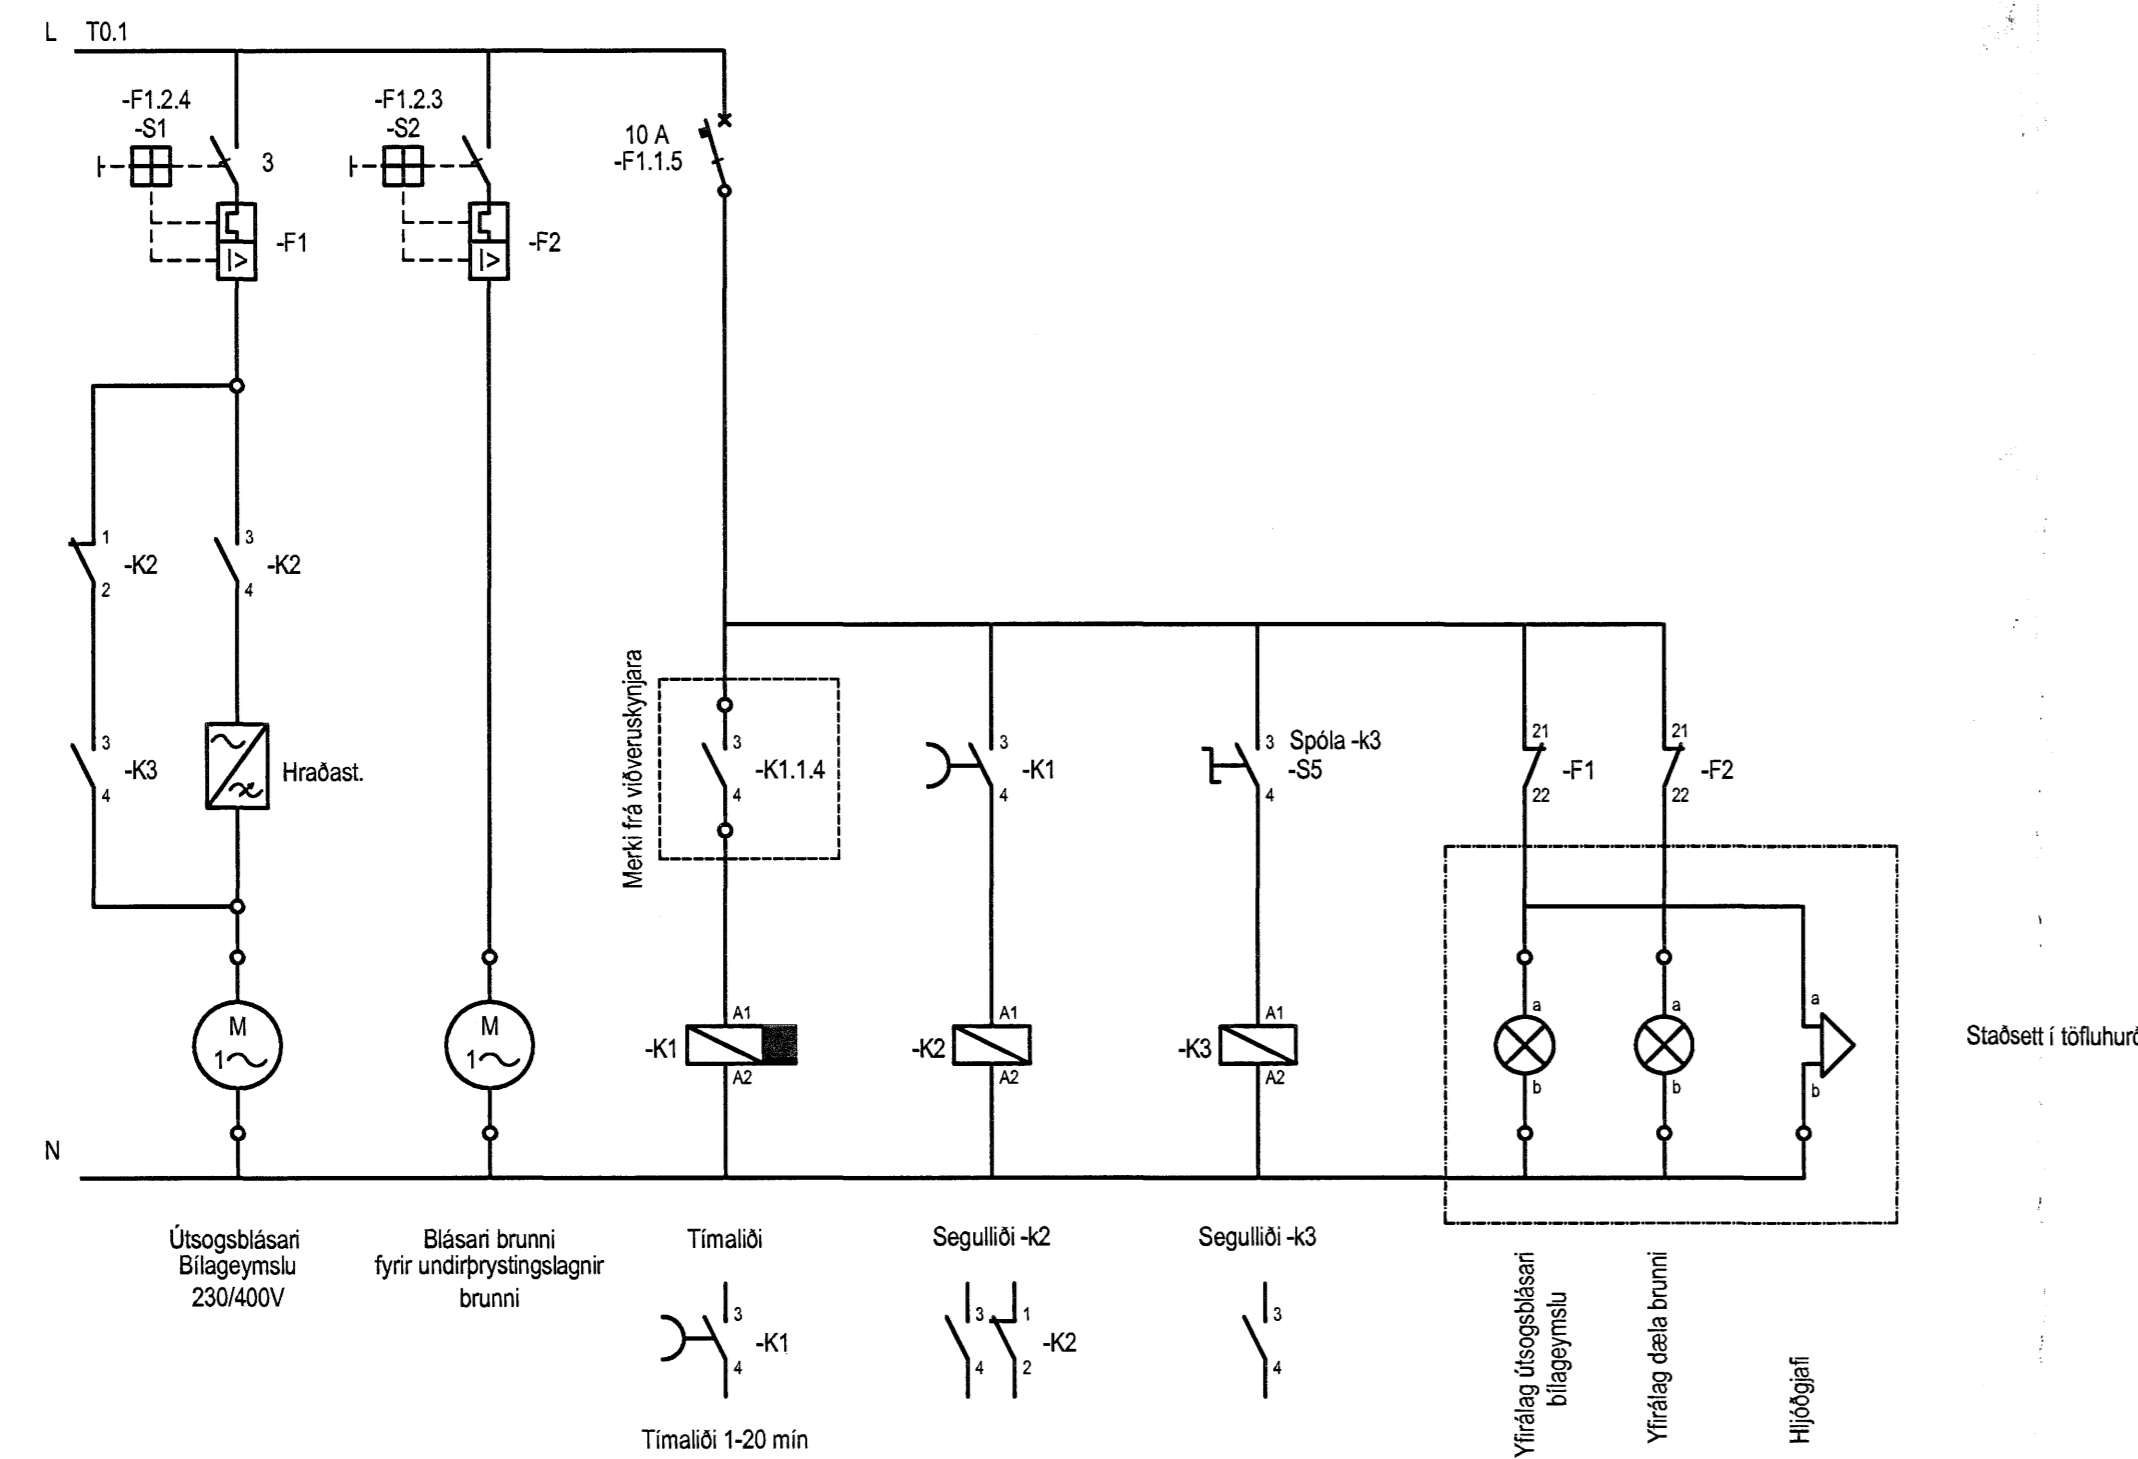 L T0.1
-F1.2.4
-S1
3
-F1
-F1.2.3
-S2
-F2
10 A
-F1.1.5
1
-K2
2
3
-K2
4
3
-K3
4
Hraðast.
Merki frá viðveruskynjara
3
-K1.1.4
4
3
-K1
4
3 Spóla -k3
-S5
4
21
-F1
22
21
-F2
22
M
1
M
1
A1
-K1
A2
A1
-K2
A2
A1
-K3
A2
a
b
a
b
a
b
Staðsett í töfluhurð
N
Útsogsblásari
Bílageymslu
230/400V
Blásari brunni
fyrir undirþrystingslagnir
brunni
Tímaliði
3
-K1
4
Tímaliði 1-20 mín
Segulliði -k2
3
4
1
-K2
2
Segulliði -k3
3
4
Yfirálag útsogsblásari
bílageymslu
Yfirálag dæla brunni
Hljóðgjafi